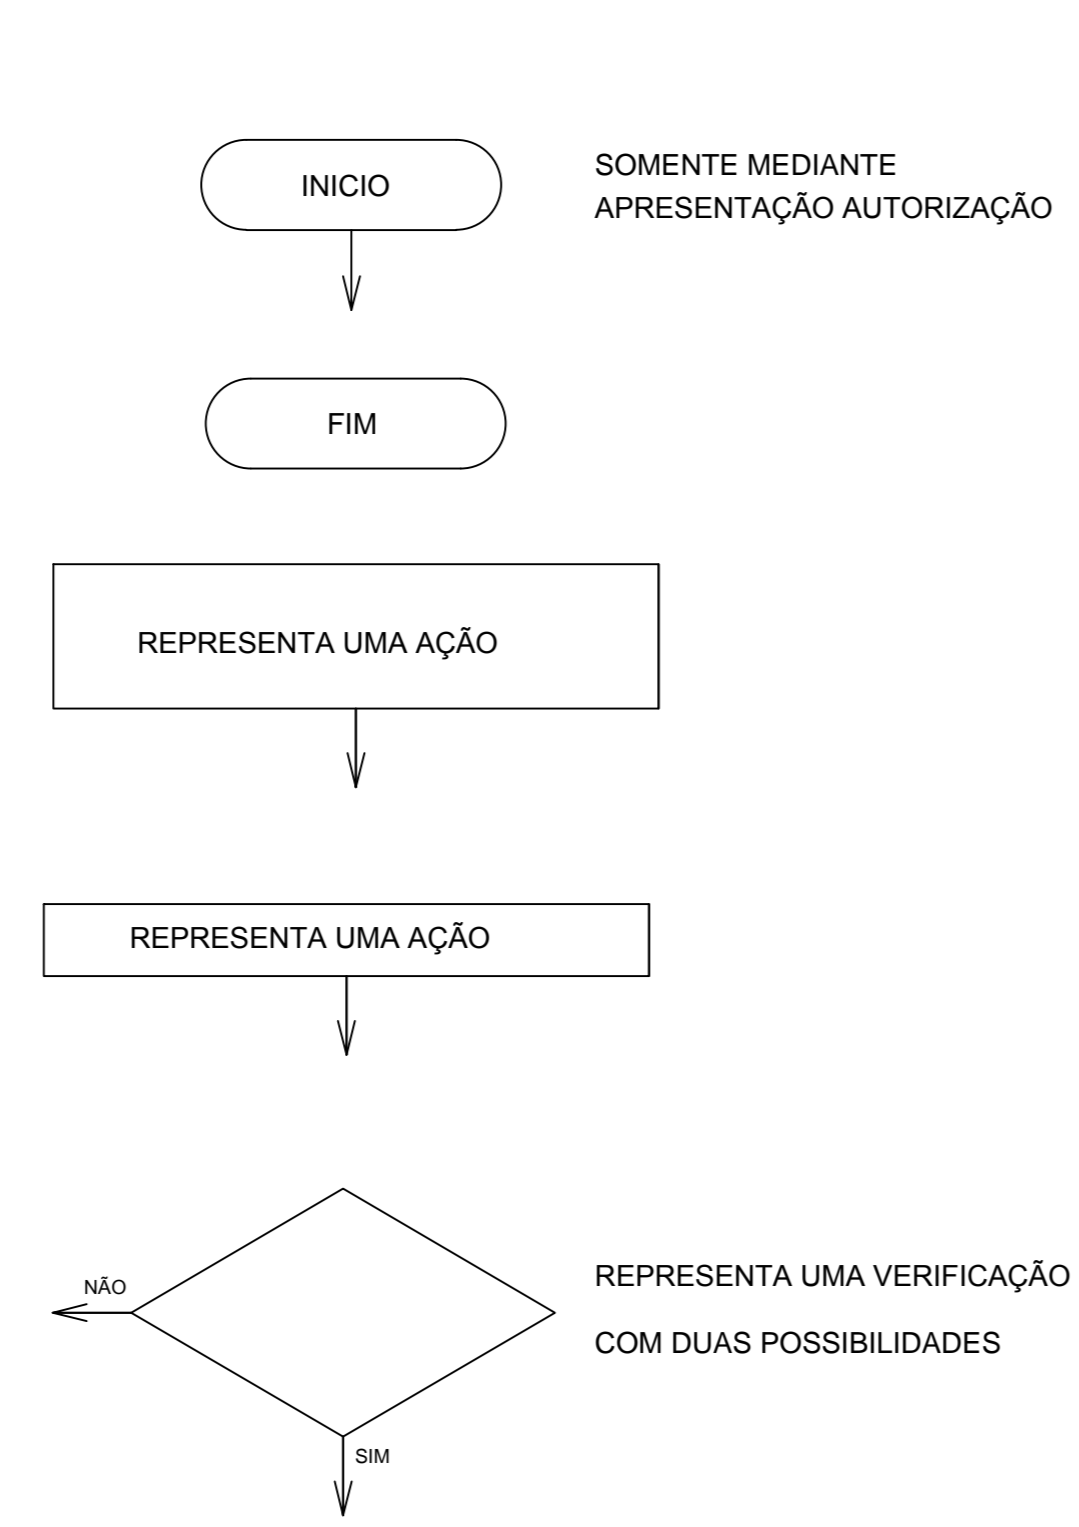 INICIO
SOMENTE MEDIANTE
APRESENTAÇÃO AUTORIZAÇÃO
FIM
REPRESENTA UMA AÇÃO
REPRESENTA UMA AÇÃO
NÃO
REPRESENTA UMA VERIFICAÇÃO
COM DUAS POSSIBILIDADES
SIM